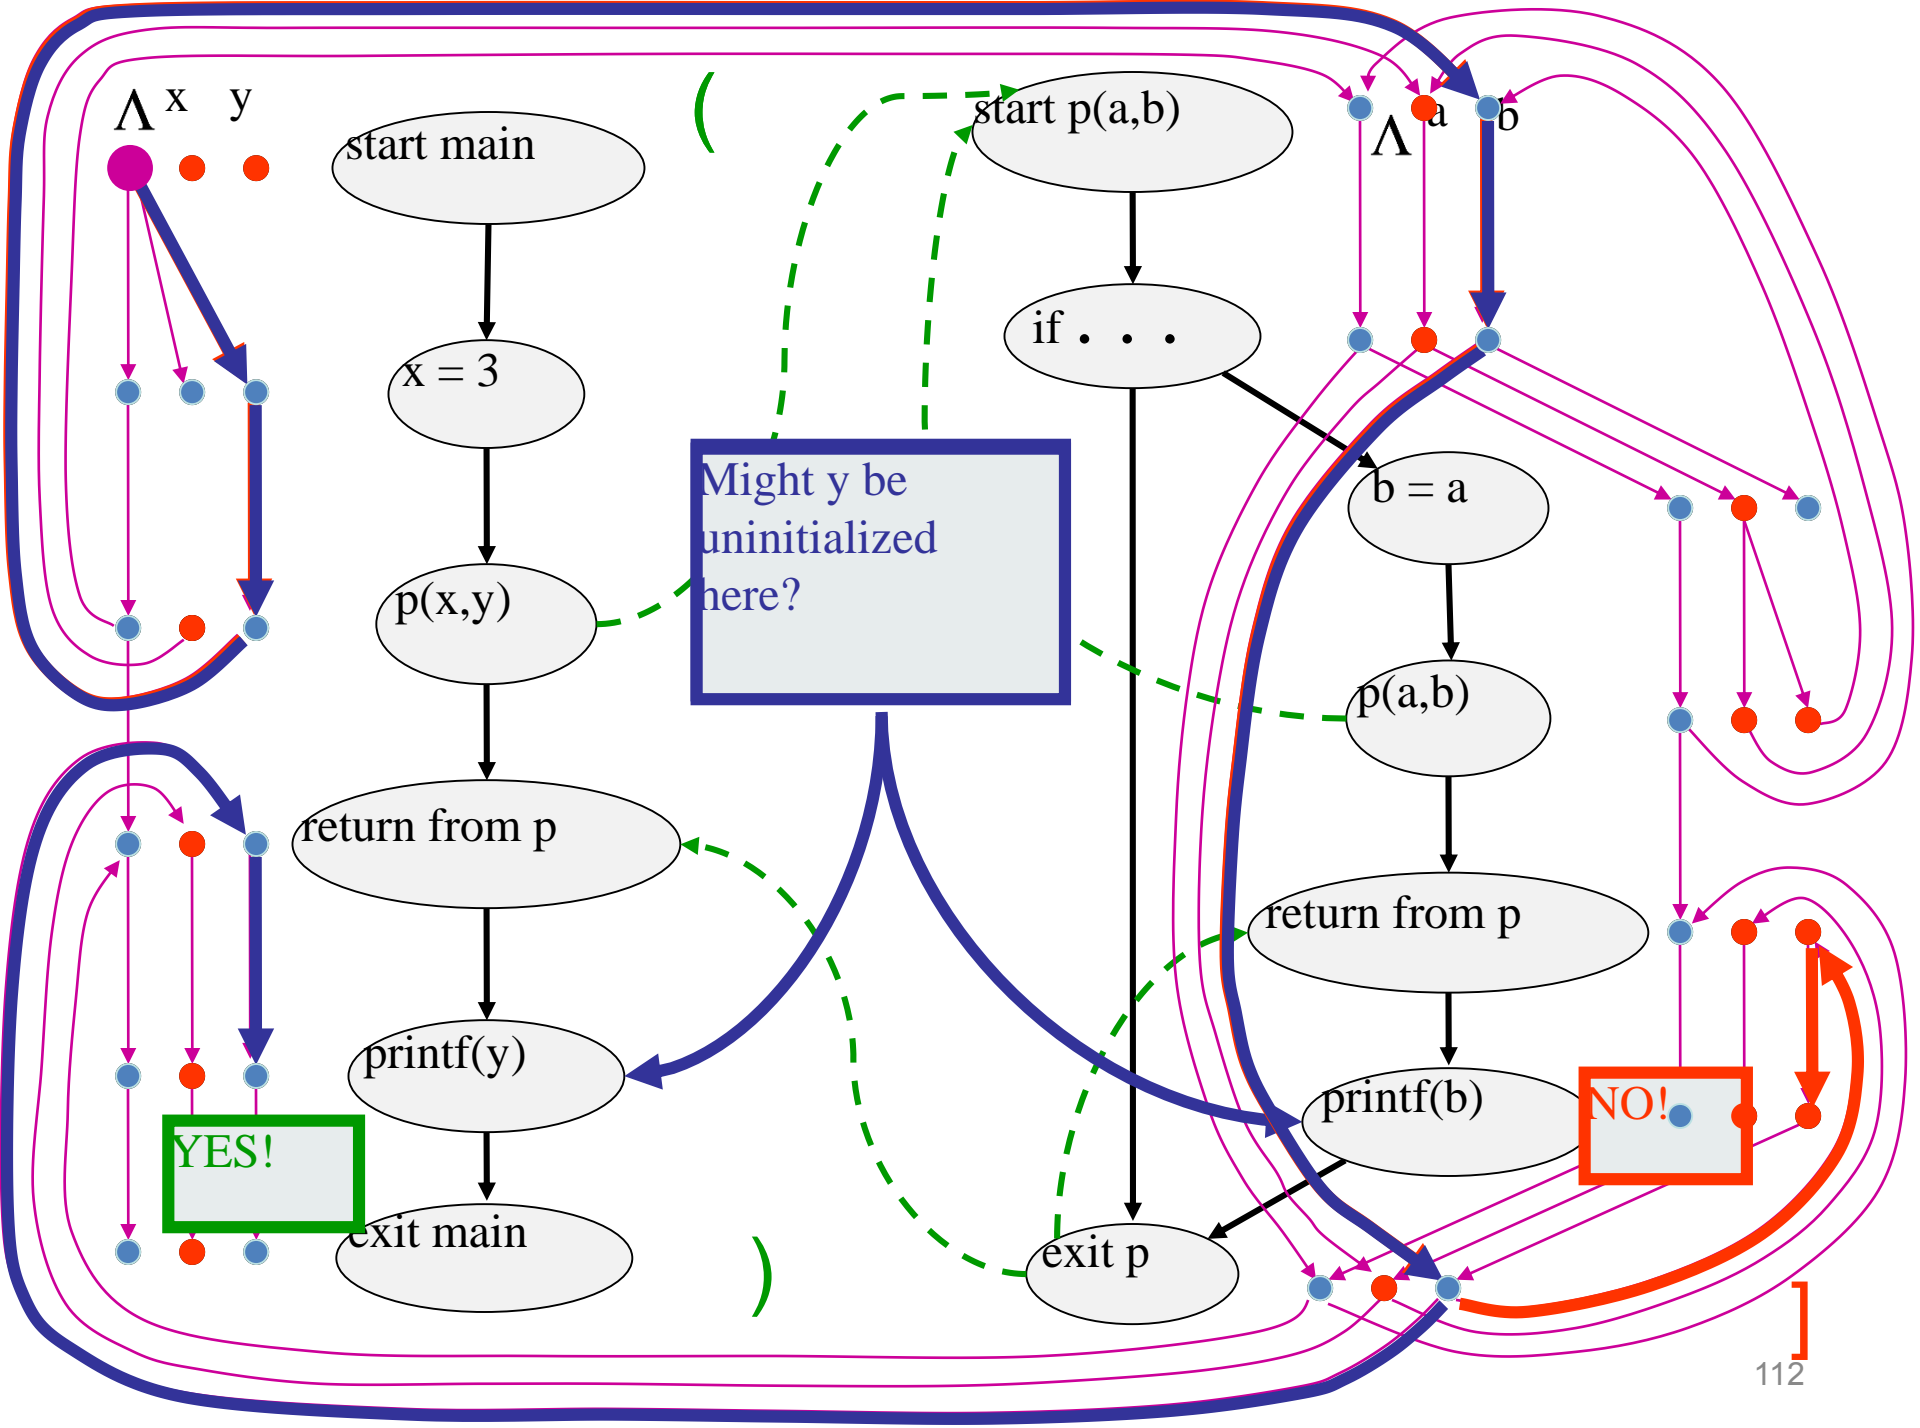 Λ x y
start main
x = 3
p(x,y)
return from p
printf(y)
exit main
YES!
(
Might y be
uninitialized
here?
)
start p(a,b)
if . . .
b = a
p(a,b)
return from p
printf(b)
exit p
Λ a b
NO!
]
112